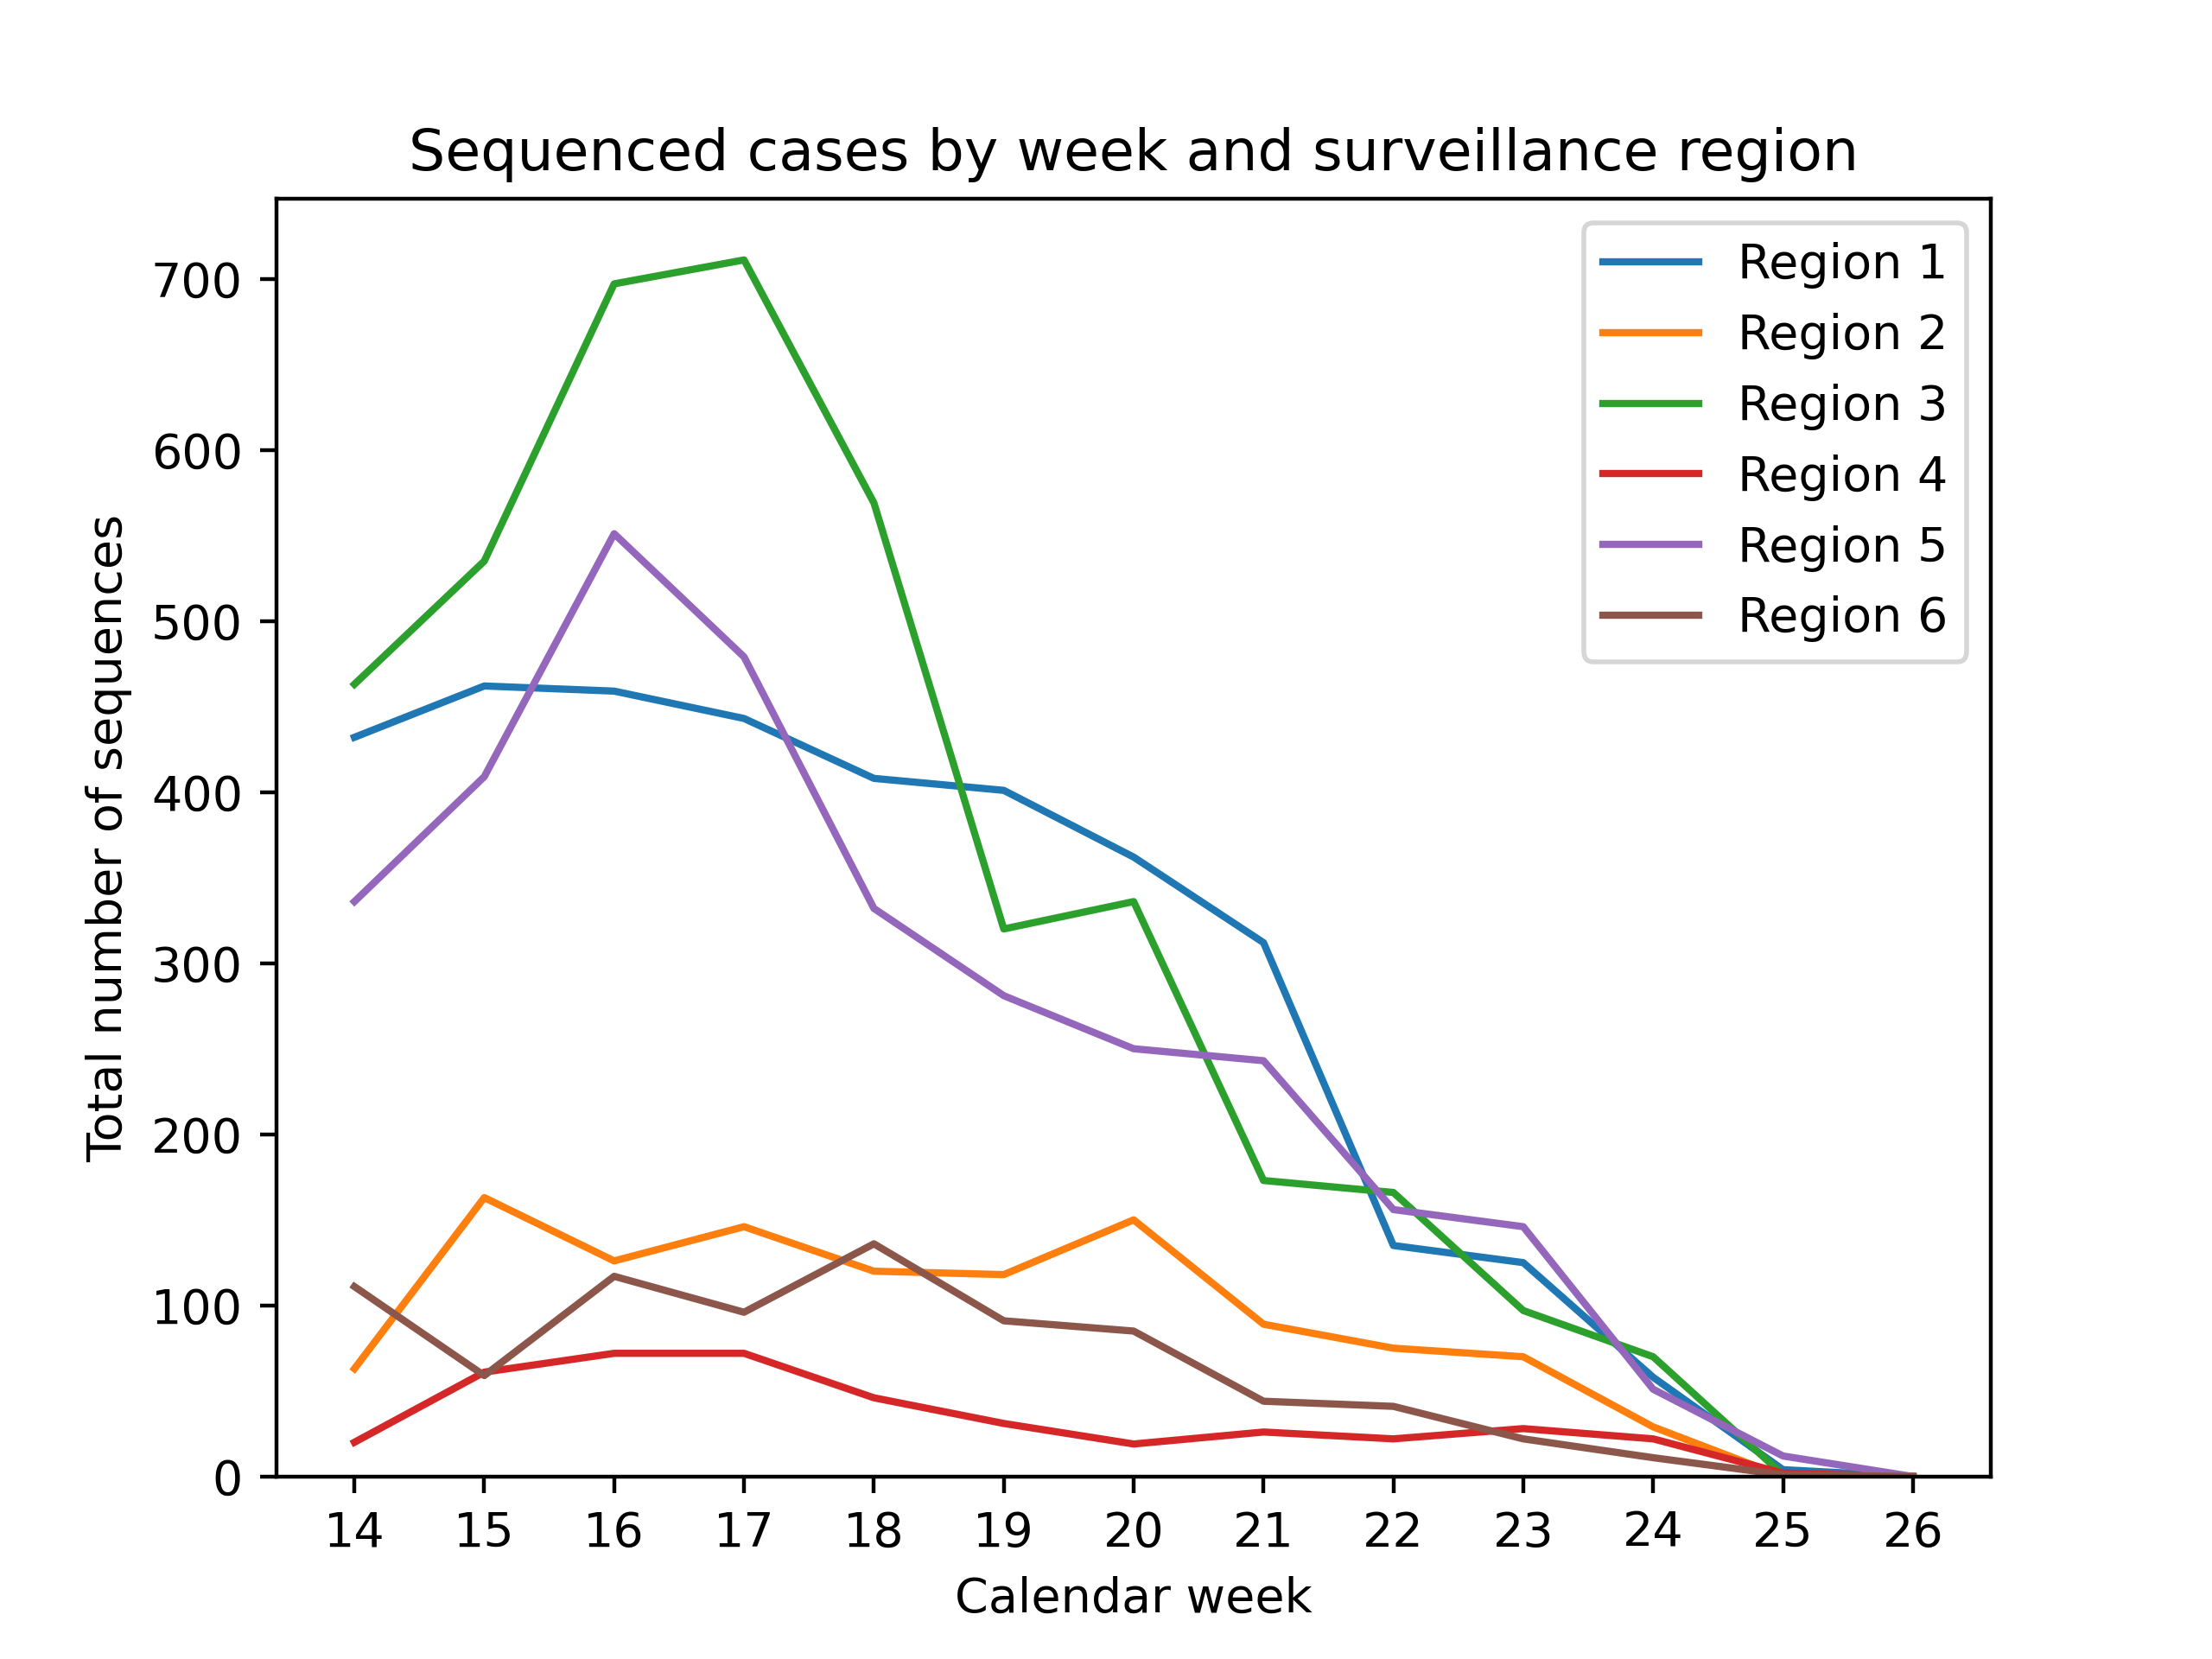 Sequenced cases by week and surveillance region
Total number of sequences
700
600
500
400
300
200
100
0
Region 1
Region 2
Region 3
Region 4
Region 5
Region 6
14 15 16 17 18 19 20 21 22 23 24 25 26
Calendar week